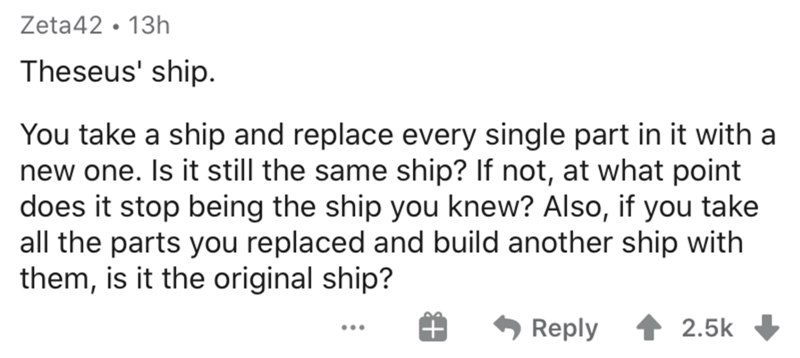 Zeta42 • 13h
Theseus' ship.
You take a ship and replace every single part in it with a
new one. Is it still the same ship? If not, at what point
does it stop being the ship you knew? Also, if you take
all the parts you replaced and build another ship with
them, is it the original ship?
... Reply 2.5k